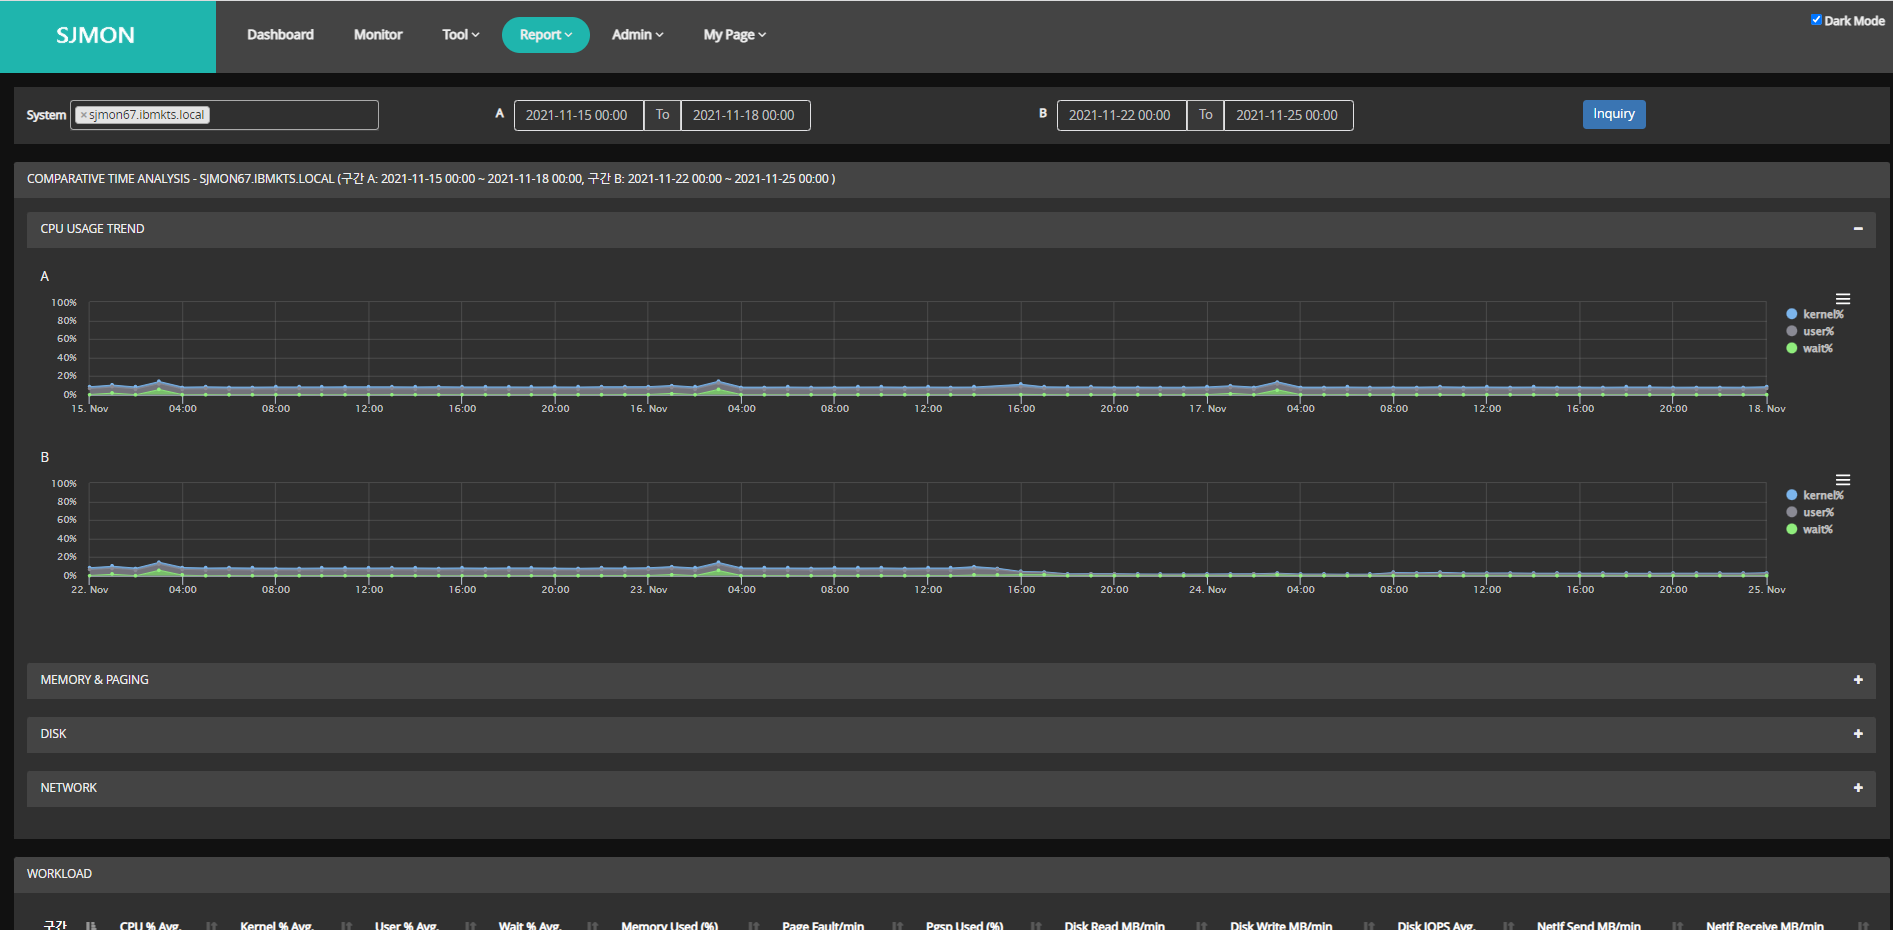 SJMON
Dashboard Monitor Tool Report Admin My Page
Dark Mode
System ×sjmon67.ibmkts.local A 2021-11-15 00:00 To 2021-11-18 00:00 B 2021-11-22 00:00 To 2021-11-25 00:00 Inquiry
COMPARATIVE TIME ANALYSIS - SJMON67.IBMKTS.LOCAL (구간 A: 2021-11-15 00:00 ~ 2021-11-18 00:00, 구간 B: 2021-11-22 00:00 ~ 2021-11-25 00:00 )
CPU USAGE TREND
A
100%
80%
60%
40%
20%
0%
15. Nov 04:00 08:00 12:00 16:00 20:00 16. Nov 04:00 08:00 12:00 16:00 20:00 17. Nov 04:00 08:00 12:00 16:00 20:00 18. Nov
kernel%
user%
wait%
B
100%
80%
60%
40%
20%
0%
22. Nov 04:00 08:00 12:00 16:00 20:00 23. Nov 04:00 08:00 12:00 16:00 20:00 24. Nov 04:00 08:00 12:00 16:00 20:00 25. Nov
kernel%
user%
wait%
MEMORY & PAGING
DISK
NETWORK
WORKLOAD
구간 CPU % Avg. Kernel % Avg. User % Avg. Wait % Avg. Memory Used (%) Page Fault/min Pgsp Used (%) Disk Read MB/min Disk Write MB/min Disk IOPS Avg. Netif Send MB/min Netif Receive MB/min